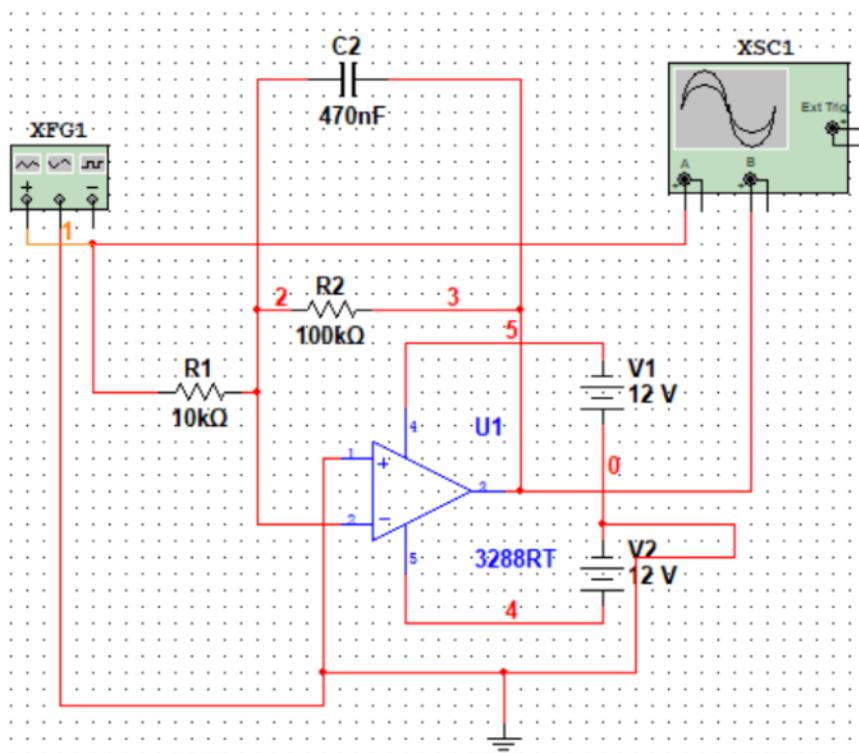 C2
XSC1
470nF
Ext Trig
XFG1
+
A
B
+
−
+
+
1
R2
2
3
100kΩ
5
R1
V1
10kΩ
12 V
4
U1
0
1
+
3
2
−
V2
5
3288RT
12 V
4